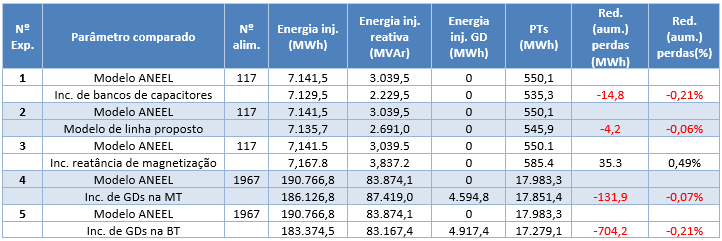 Nº Exp. | Parâmetro comparado | Nº alim. | Energia inj. (MWh) | Energia inj. reativa (MVAr) | Energia inj. GD (MWh) | PTs (MWh) | Red. (aum.) perdas (MWh) | Red. (aum.) perdas(%)
1 | Modelo ANEEL | 117 | 7.141,5 | 3.039,5 | 0 | 550,1
Inc. de bancos de capacitores | 7.129,5 | 2.229,5 | 0 | 535,3 | -14,8 | -0,21%
2 | Modelo ANEEL | 117 | 7.141,5 | 3.039,5 | 0 | 550,1
Modelo de linha proposto | 7.135,7 | 2.691,0 | 0 | 545,9 | -4,2 | -0,06%
3 | Modelo ANEEL | 117 | 7,141.5 | 3,039.5 | 0 | 550.1
Inc. reatância de magnetização | 7,167.8 | 3,837.2 | 0 | 585.4 | 35.3 | 0,49%
4 | Modelo ANEEL | 1967 | 190.766,8 | 83.874,1 | 0 | 17.983,3
Inc. de GDs na MT | 186.126,8 | 87.419,0 | 4.594,8 | 17.851,4 | -131,9 | -0,07%
5 | Modelo ANEEL | 1967 | 190.766,8 | 83.874,1 | 0 | 17.983,3
Inc. de GDs na BT | 183.374,5 | 83.167,4 | 4.917,4 | 17.279,1 | -704,2 | -0,21%